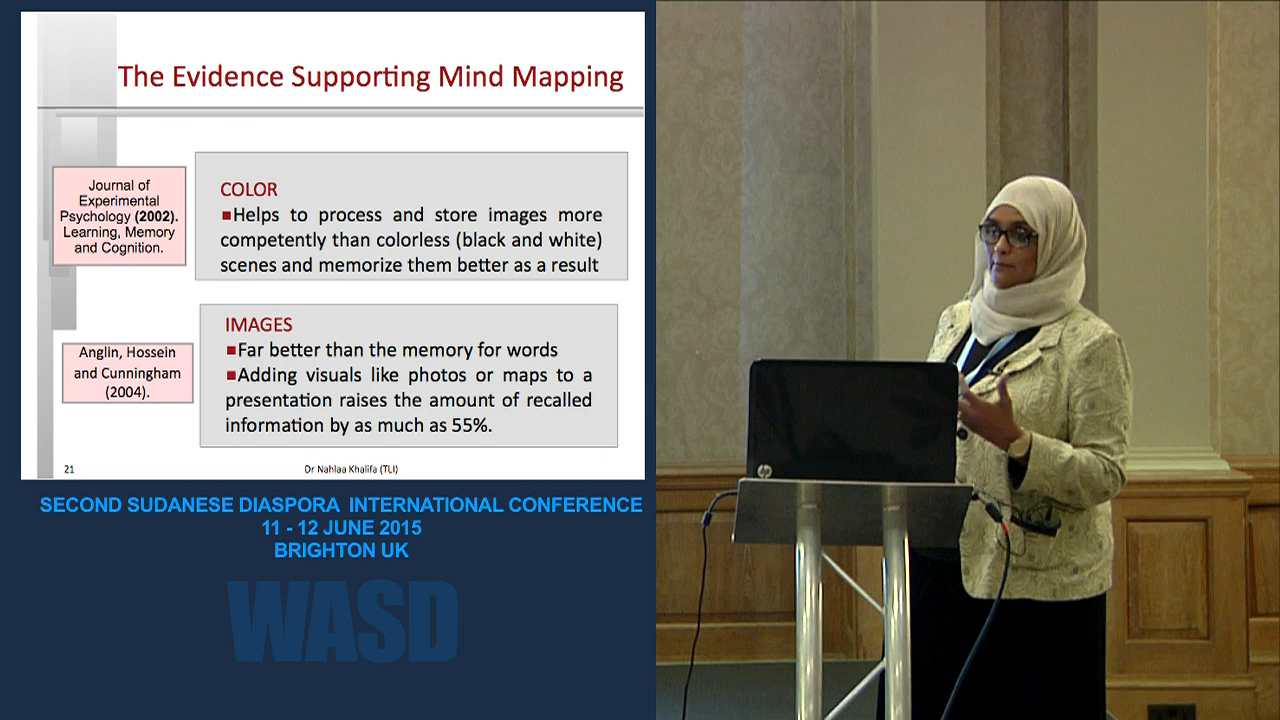 The Evidence Supporting Mind Mapping
Journal of
Experimental
Psychology (2002).
Learning, Memory
and Cognition.
COLOR
▪Helps to process and store images more
competently than colorless (black and white)
scenes and memorize them better as a result
Anglin, Hossein
and Cunningham
(2004).
IMAGES
▪Far better than the memory for words
▪Adding visuals like photos or maps to a
presentation raises the amount of recalled
information by as much as 55%.
21
Dr Nahlaa Khalifa (TLI)
SECOND SUDANESE DIASPORA INTERNATIONAL CONFERENCE
11 - 12 JUNE 2015
BRIGHTON UK
WASD
hp